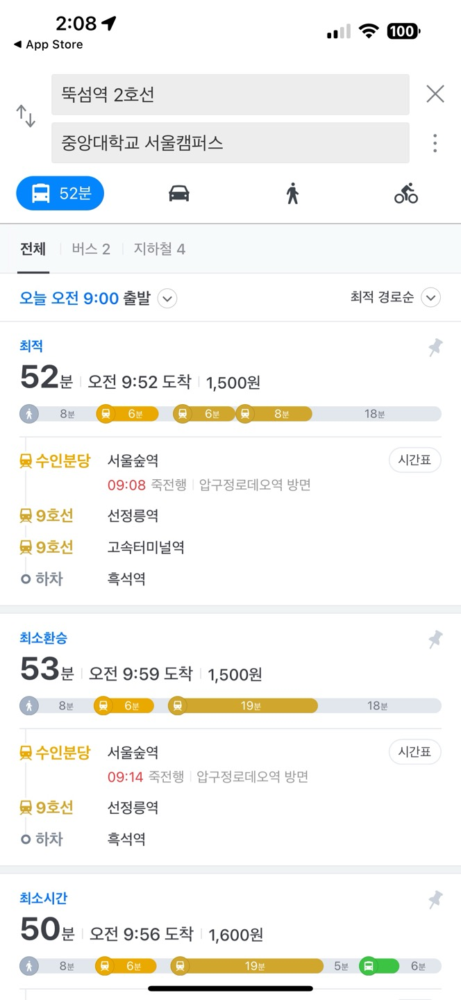 2:08
100
◀ App Store
뚝섬역 2호선
중앙대학교 서울캠퍼스
52분
전체 버스 2 지하철 4
오늘 오전 9:00 출발 최적 경로순
최적
52분 오전 9:52 도착 1,500원
8분 6분 6분 8분 18분
수인분당 서울숲역 시간표
09:08 죽전행 압구정로데오역 방면
9호선 선정릉역
9호선 고속터미널역
하차 흑석역
최소환승
53분 오전 9:59 도착 1,500원
8분 6분 19분 18분
수인분당 서울숲역 시간표
09:14 죽전행 압구정로데오역 방면
9호선 선정릉역
하차 흑석역
최소시간
50분 오전 9:56 도착 1,600원
8분 6분 19분 5분 6분